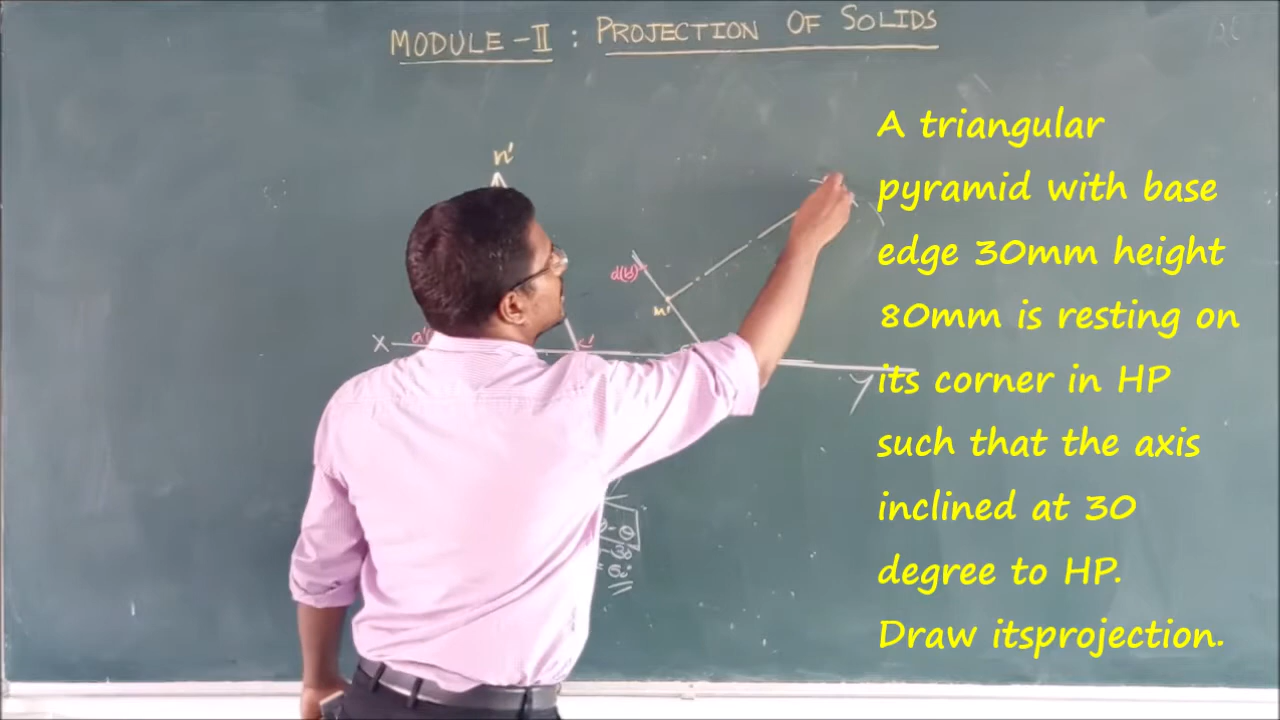 MODULE-II : PROJECTION OF SOLIDS
n'
X
a'
c'
n'
Y
A triangular
pyramid with base
edge 30mm height
80mm is resting on
its corner in HP
such that the axis
inclined at 30
degree to HP.
Draw itsprojection.